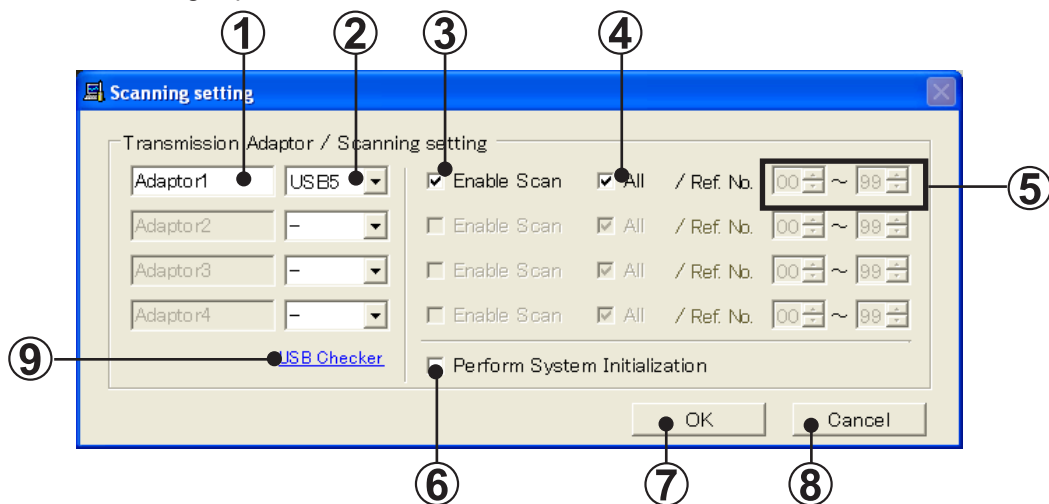 ① ② ③ ④
Scanning setting
Transmission Adaptor / Scanning setting
Adaptor1 USB5 Enable Scan All / Ref. No. 00 ~ 99 ⑤
Adaptor2 - Enable Scan All / Ref. No. 00 ~ 99
Adaptor3 - Enable Scan All / Ref. No. 00 ~ 99
Adaptor4 - Enable Scan All / Ref. No. 00 ~ 99
⑨ USB Checker Perform System Initialization
OK Cancel
⑥ ⑦ ⑧